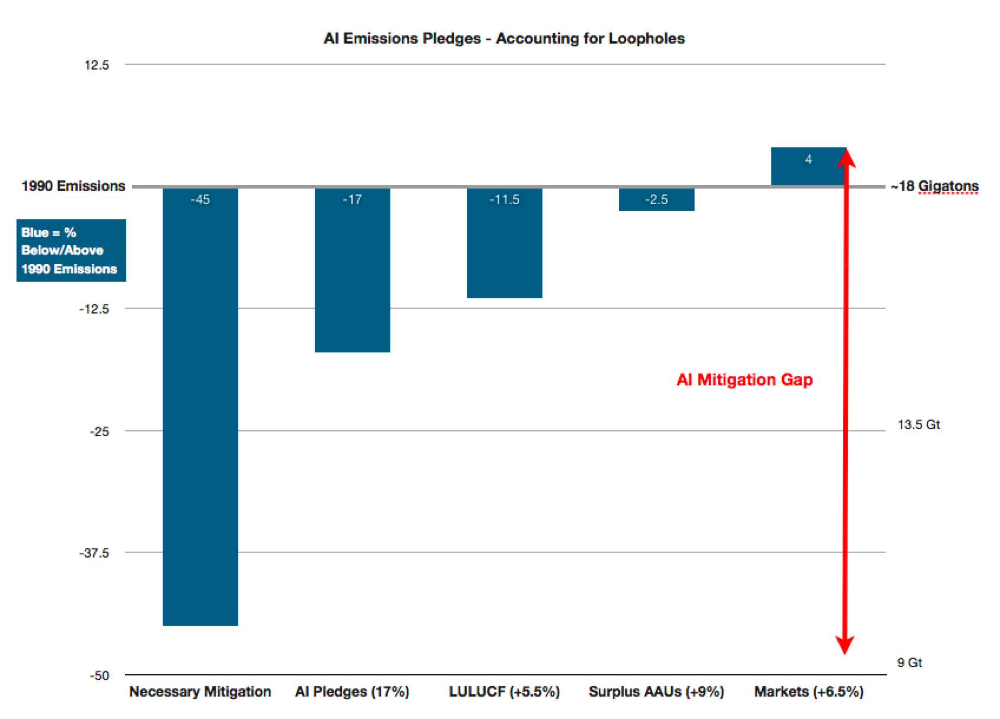 AI Emissions Pledges - Accounting for Loopholes
12.5
4
1990 Emissions
~18 Gigatons
-45
-17
-11.5
-2.5
Blue = %
Below/Above
1990 Emissions
-12.5
AI Mitigation Gap
-25
13.5 Gt
-37.5
9 Gt
-50
Necessary Mitigation
AI Pledges (17%)
LULUCF (+5.5%)
Surplus AAUs (+9%)
Markets (+6.5%)